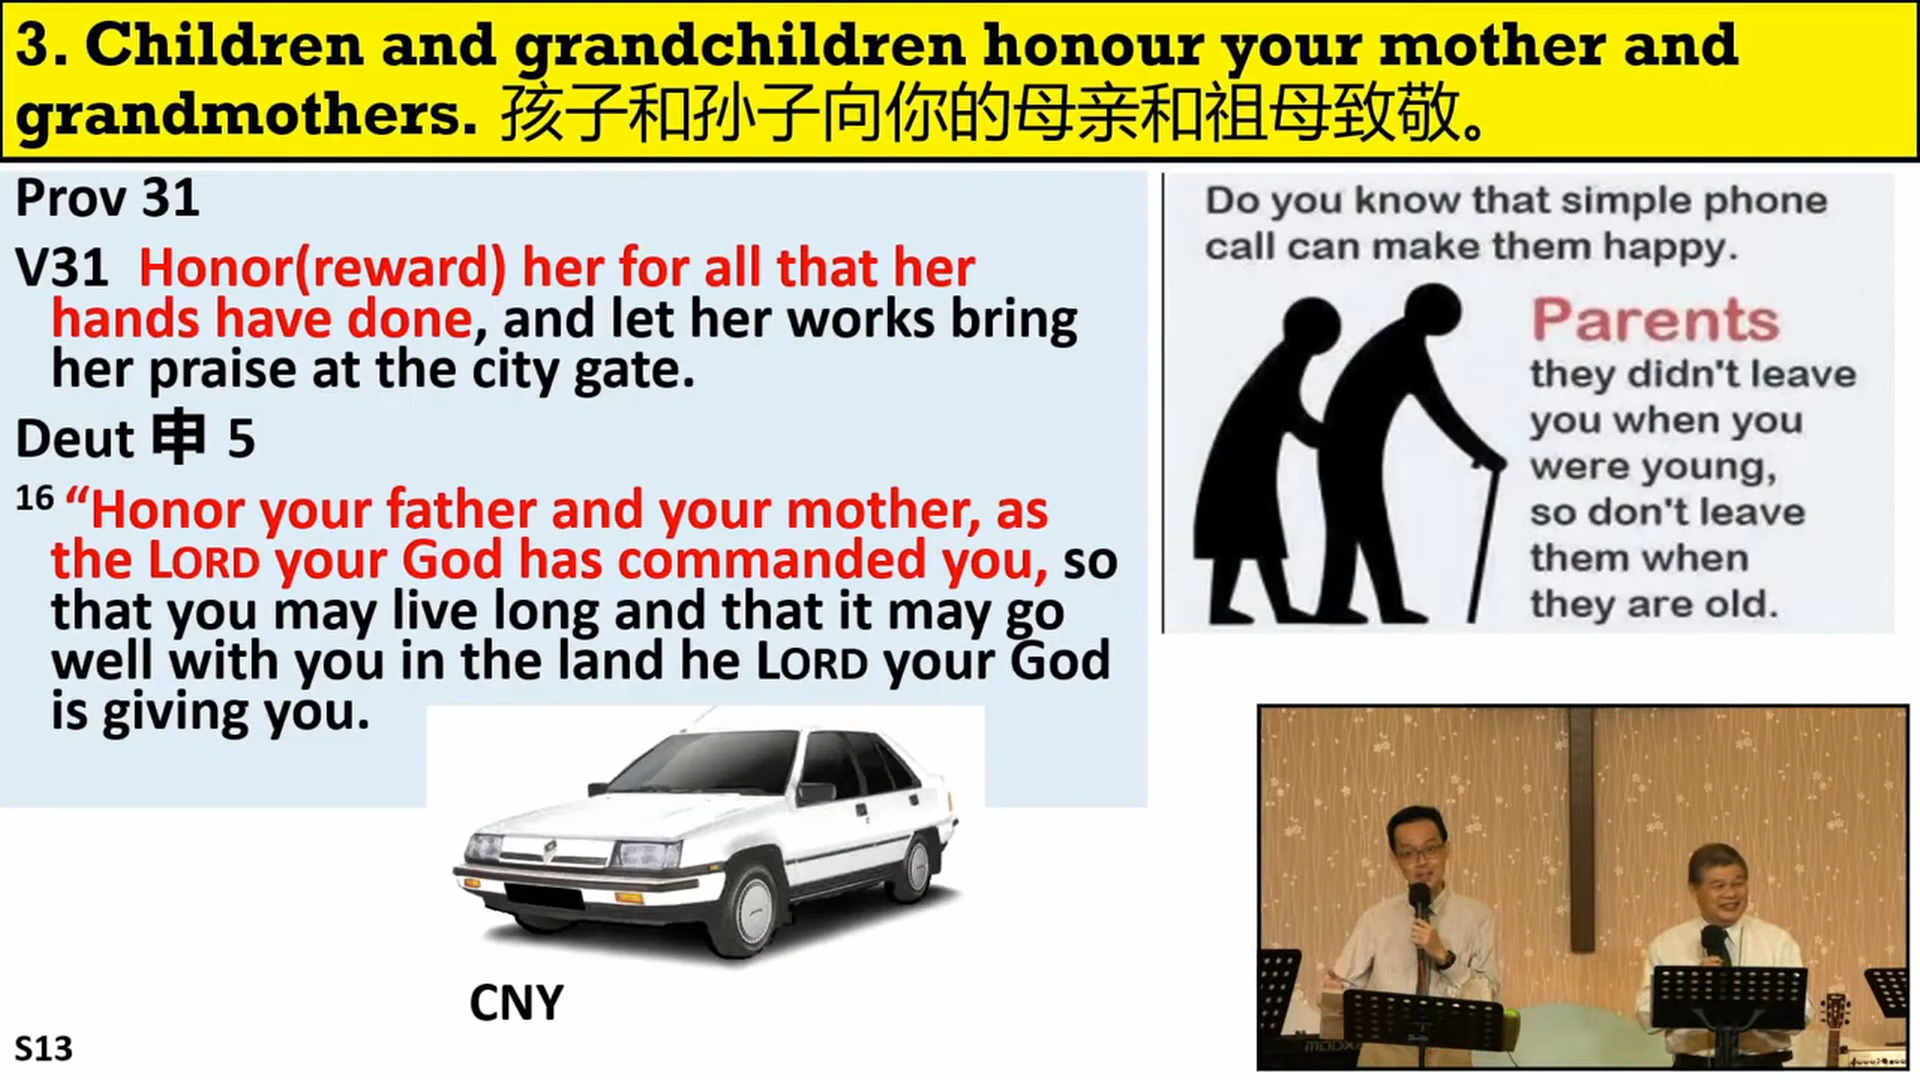 3. Children and grandchildren honour your mother and
grandmothers. 孩子和孙子向你的母亲和祖母致敬。
Prov 31
V31 Honor(reward) her for all that her
hands have done, and let her works bring
her praise at the city gate.
Deut 申 5
16 “Honor your father and your mother, as
the LORD your God has commanded you, so
that you may live long and that it may go
well with you in the land he LORD your God
is giving you.
CNY
S13
Do you know that simple phone
call can make them happy.
Parents
they didn't leave
you when you
were young,
so don't leave
them when
they are old.
MODX